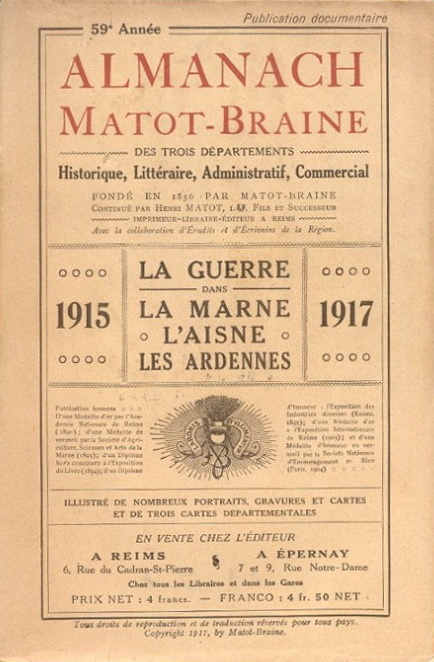 Publication documentaire
59e Année
ALMANACH
MATOT-BRAINE
DES TROIS DÉPARTEMENTS
Historique, Littéraire, Administratif, Commercial
FONDÉ EN 1856 PAR MATOT-BRAINE
CONTINUÉ PAR HENRI MATOT, FILS ET SUCCESSEUR
IMPRIMEUR-LIBRAIRE-ÉDITEUR A REIMS
Avec la collaboration d'Érudits et d'Écrivains de la Région.
1915
LA GUERRE
DANS
LA MARNE
L'AISNE
LES ARDENNES
1917
Publication honorée
D'une Médaille d'or par l'Aca-
démie Nationale de Reims
(1890); d'une Médaille de
vermeil par la Société d'Agri-
culture, Sciences et Arts de la
Marne (1895); d'un Diplôme
hors concours à l'Exposition
du Livre (1894); d'un Diplôme
d'honneur : l'Exposition des
Industries diverses (Reims,
1895); d'une Médaille d'or
à l'Exposition Internationale
de Reims (1903); et d'une
Médaille d'honneur en ver-
meil par la Société Nationale
d'Encouragement au Bien
(Paris, 1904)
ILLUSTRÉ DE NOMBREUX PORTRAITS, GRAVURES ET CARTES
ET DE TROIS CARTES DÉPARTEMENTALES
EN VENTE CHEZ L'ÉDITEUR
A REIMS
6, Rue du Cadran-St-Pierre
A ÉPERNAY
7 et 9, Rue Notre-Dame
Chez tous les Libraires et dans les Gares
PRIX NET : 4 francs. — FRANCO : 4 fr. 50 NET
Tous droits de reproduction et de traduction réservés pour tous pays.
Copyright 1917, by Matot-Braine.